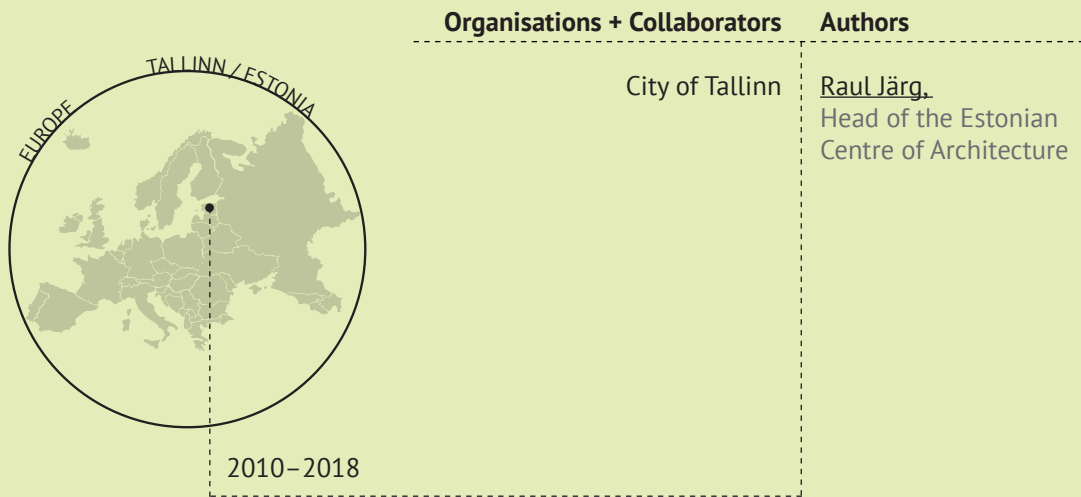 Organisations + Collaborators
Authors
EUROPE
TALLINN / ESTONIA
City of Tallinn
Raul Järg,
Head of the Estonian
Centre of Architecture
2010–2018